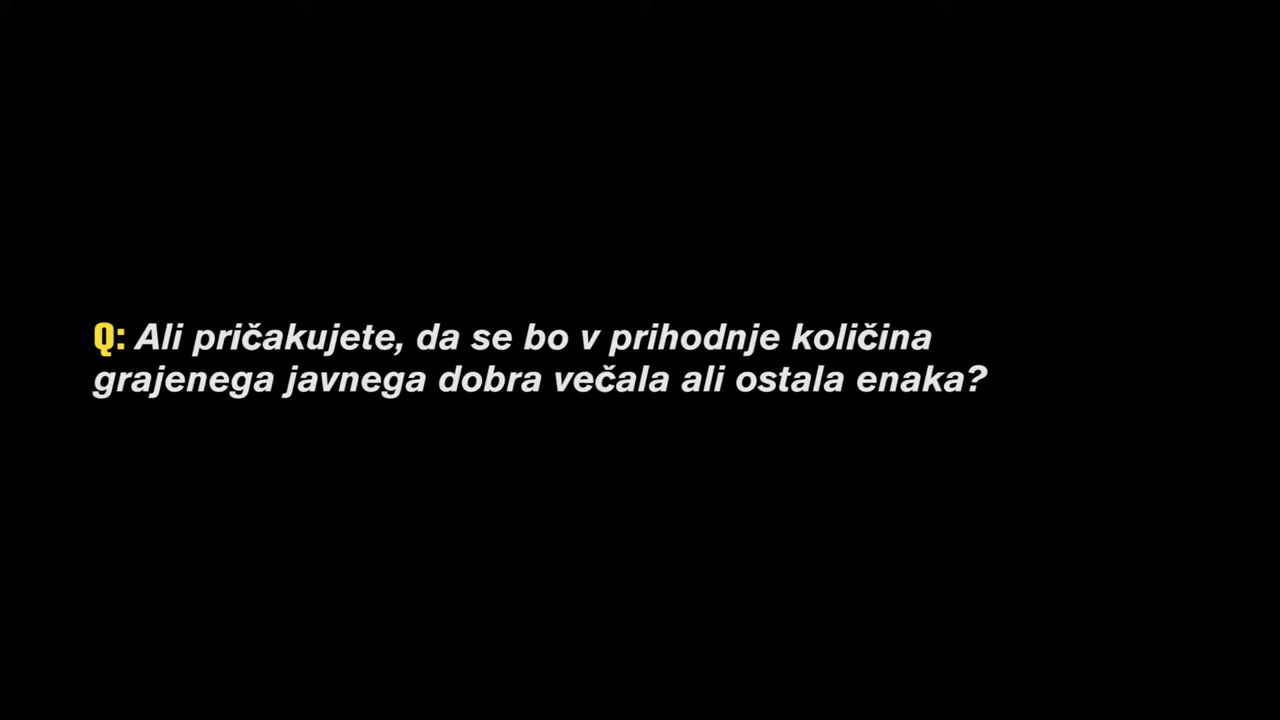 Q: Ali pričakujete, da se bo v prihodnje količina
grajenega javnega dobra večala ali ostala enaka?